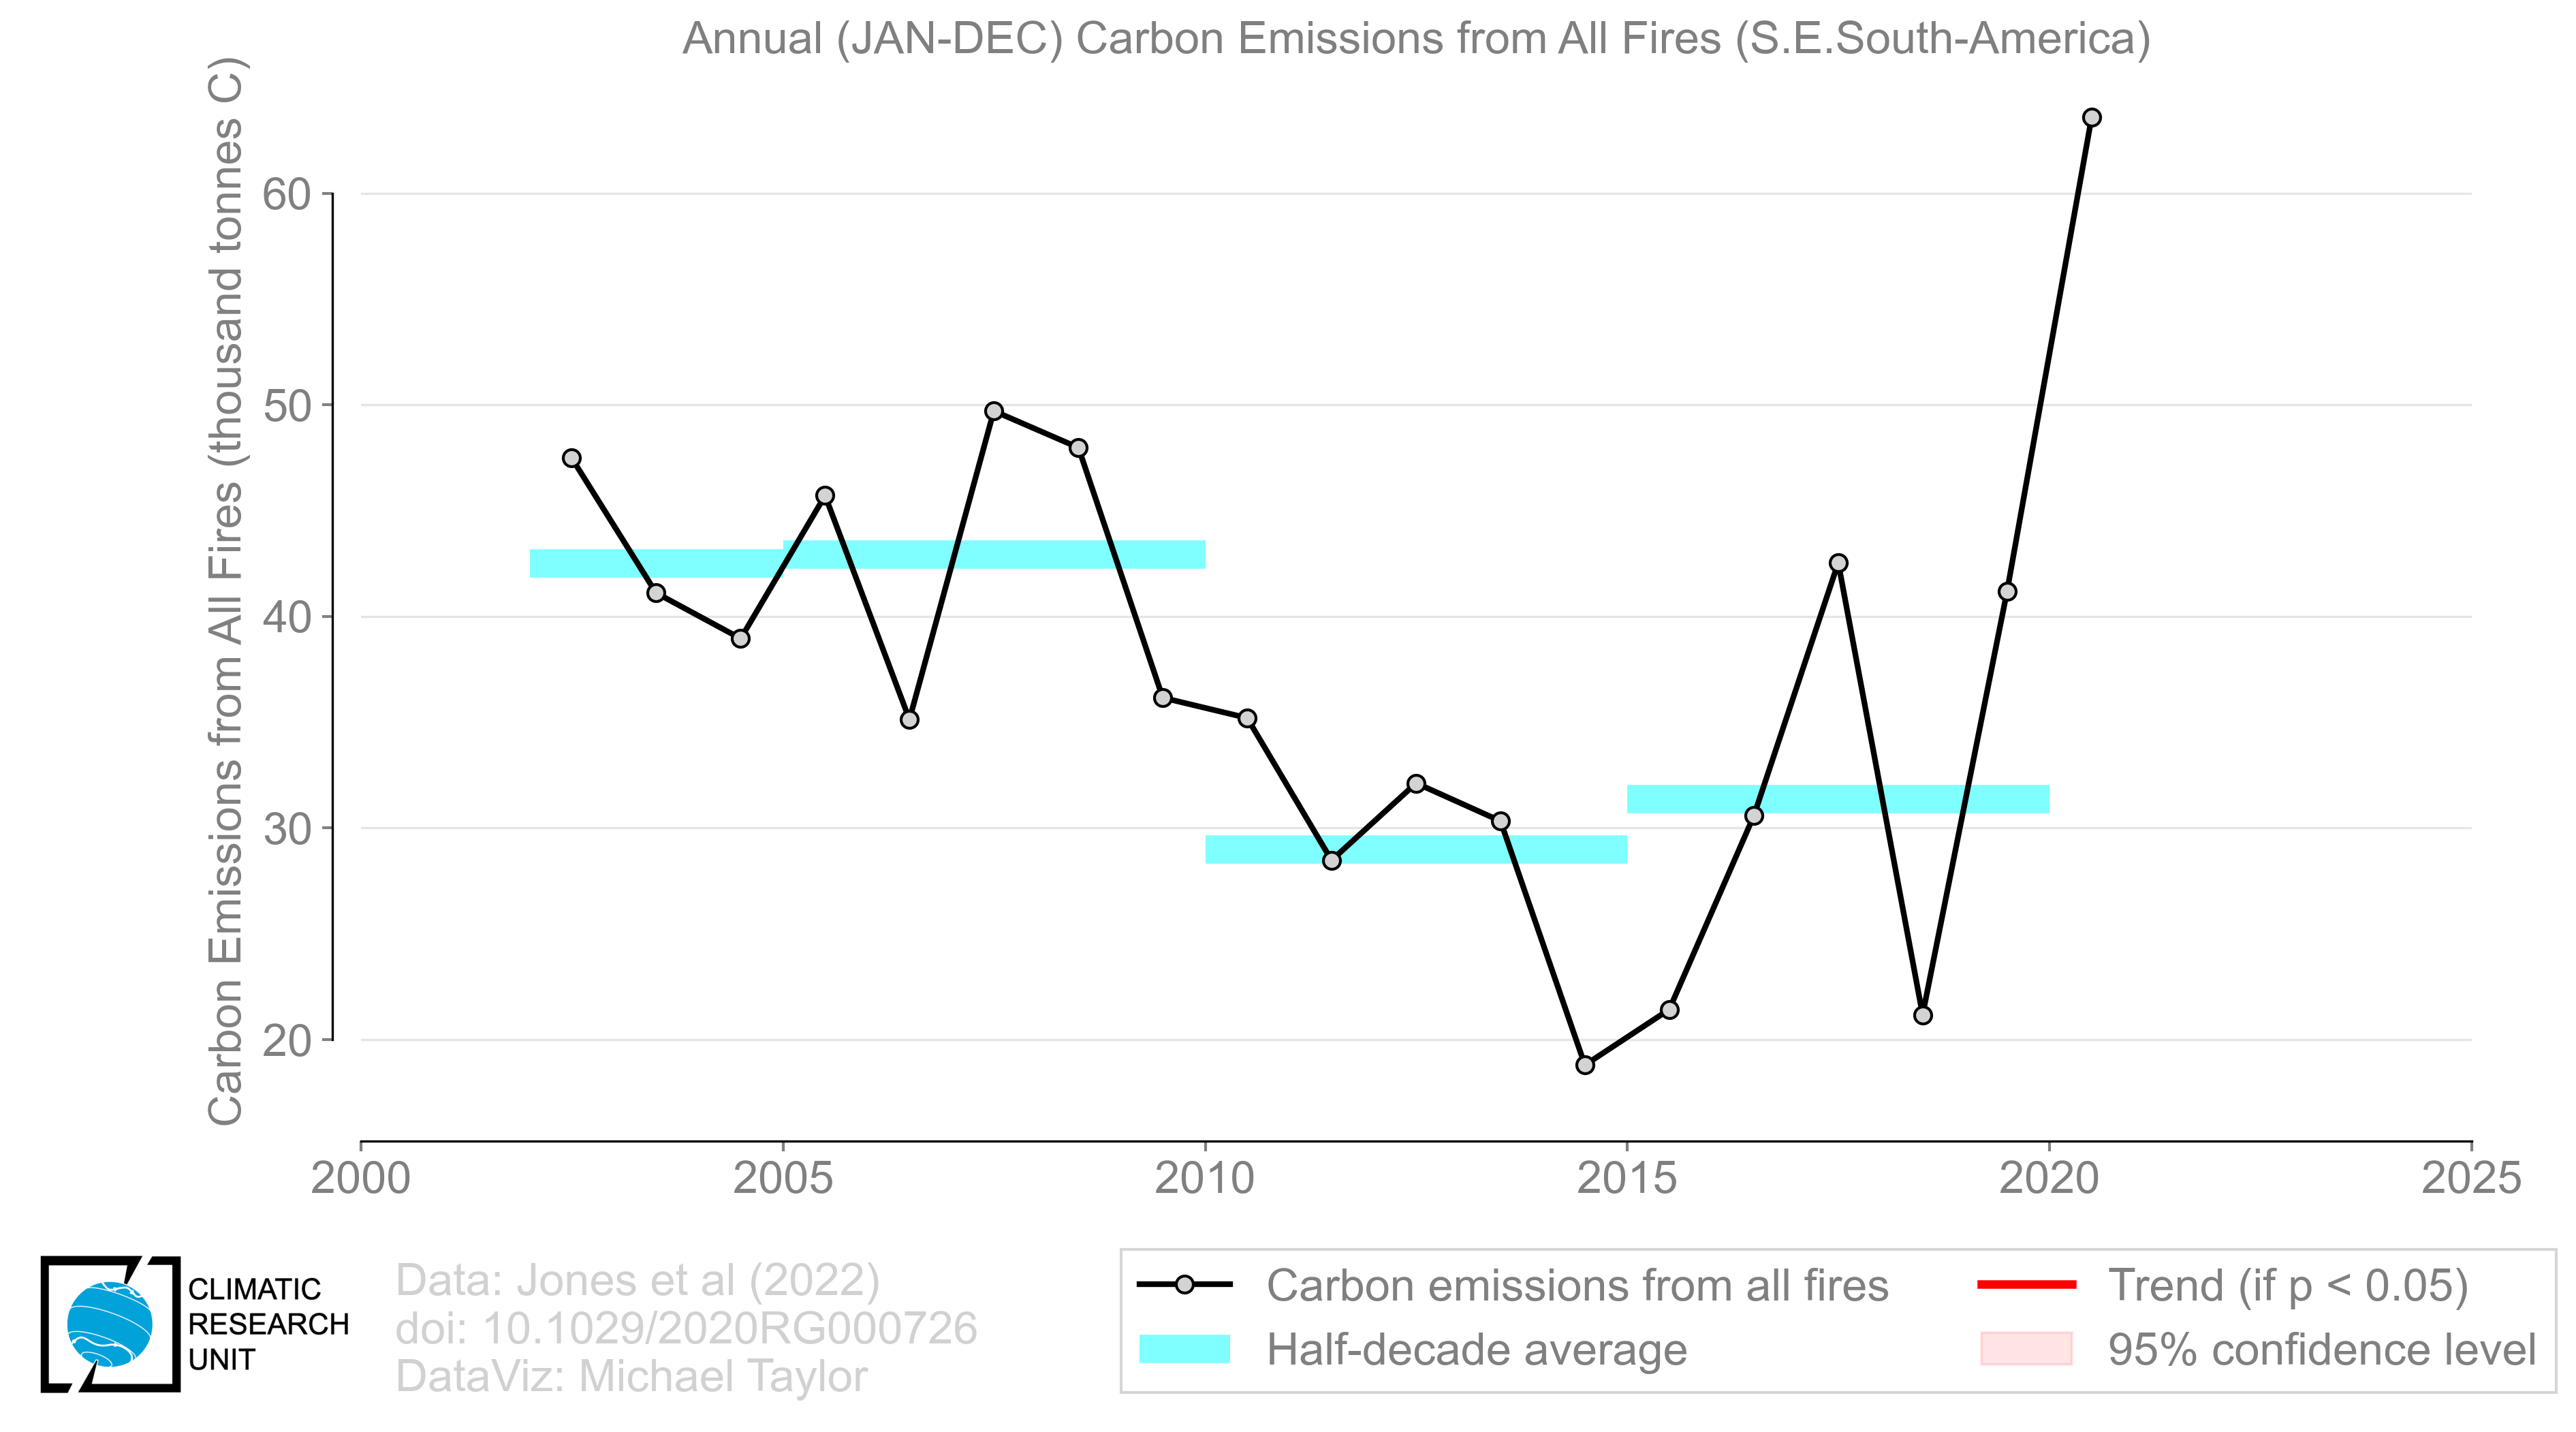 Annual (JAN-DEC) Carbon Emissions from All Fires (S.E.South-America)
Carbon Emissions from All Fires (thousand tonnes C)
60
50
40
30
20
2000
2005
2010
2015
2020
2025
CLIMATIC
RESEARCH
UNIT
Data: Jones et al (2022)
doi: 10.1029/2020RG000726
DataViz: Michael Taylor
Carbon emissions from all fires
Half-decade average
Trend (if p < 0.05)
95% confidence level